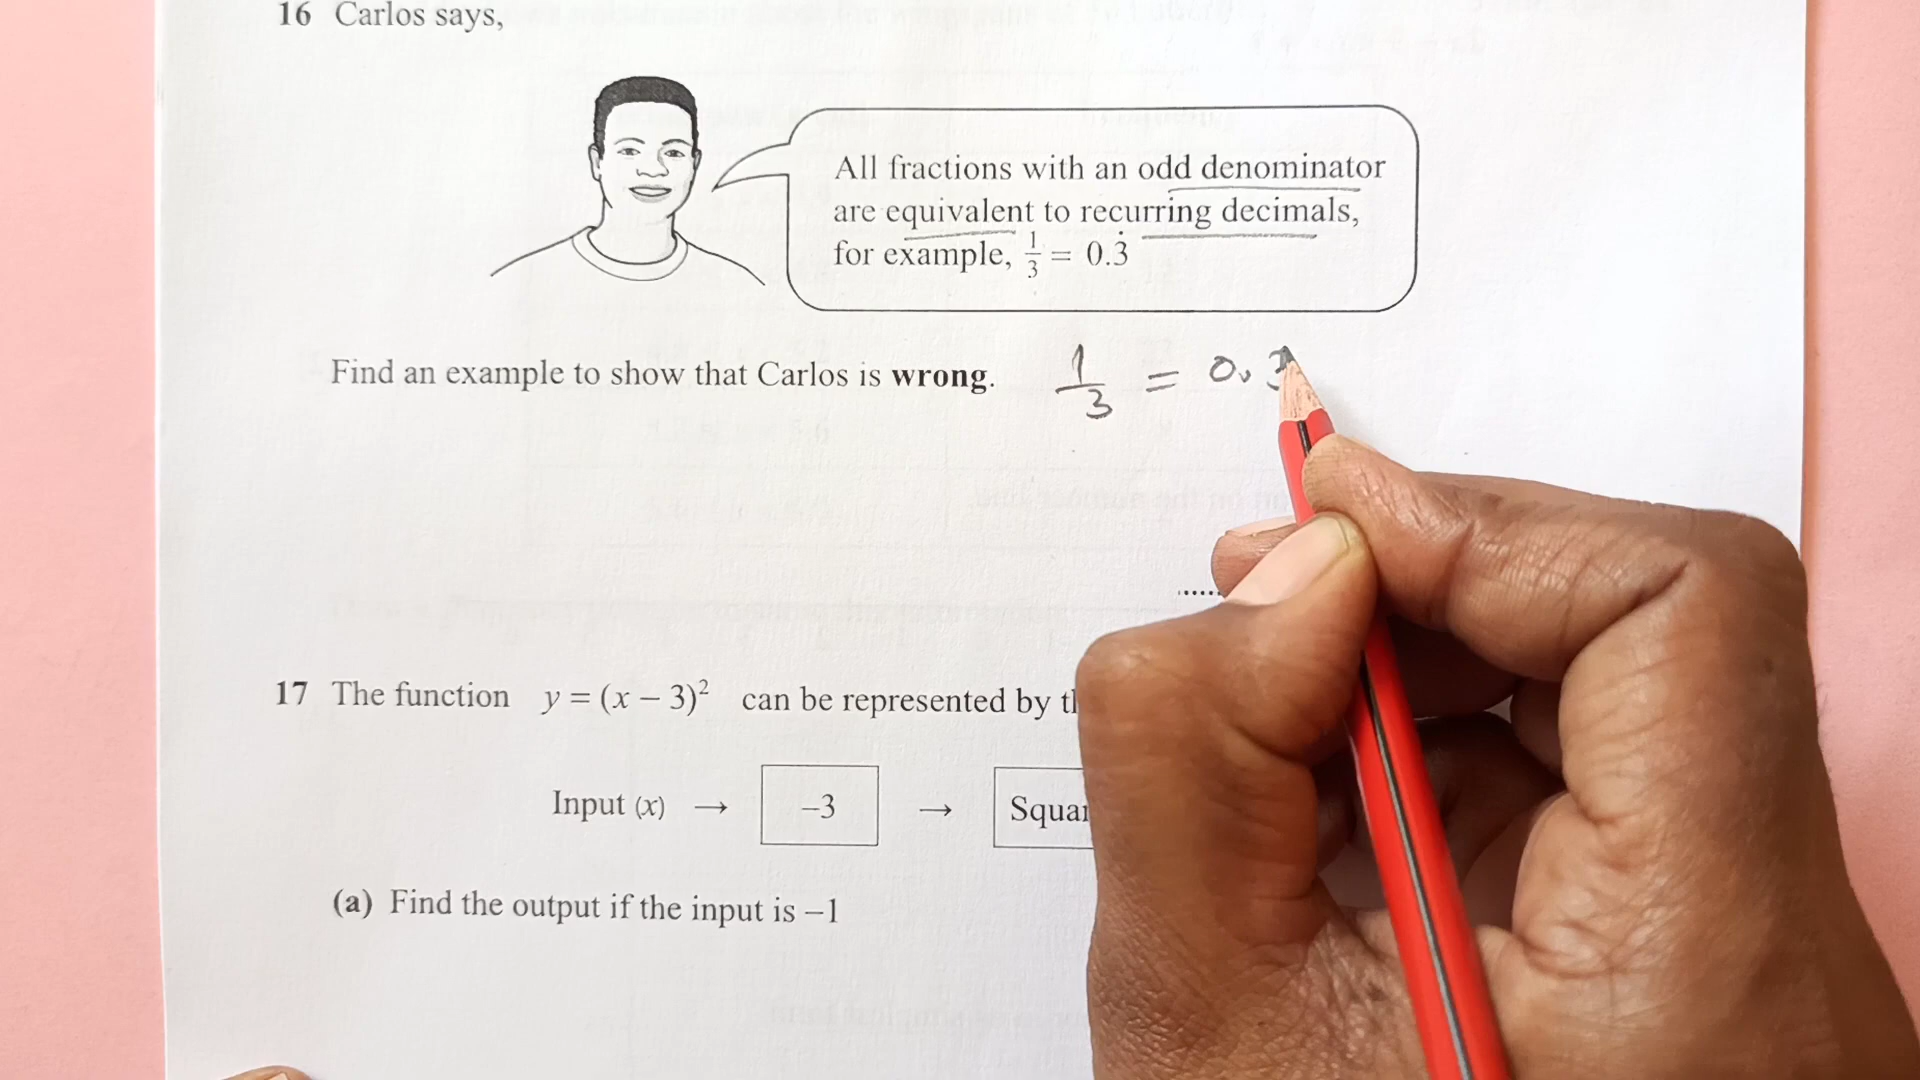 16 Carlos says,
All fractions with an odd denominator
are equivalent to recurring decimals,
for example, 1/3 = 0.3̇
Find an example to show that Carlos is wrong.
1/3 = 0.3
17 The function y = (x – 3)² can be represented by
Input (x) → –3 →
(a) Find the output if the input is –1